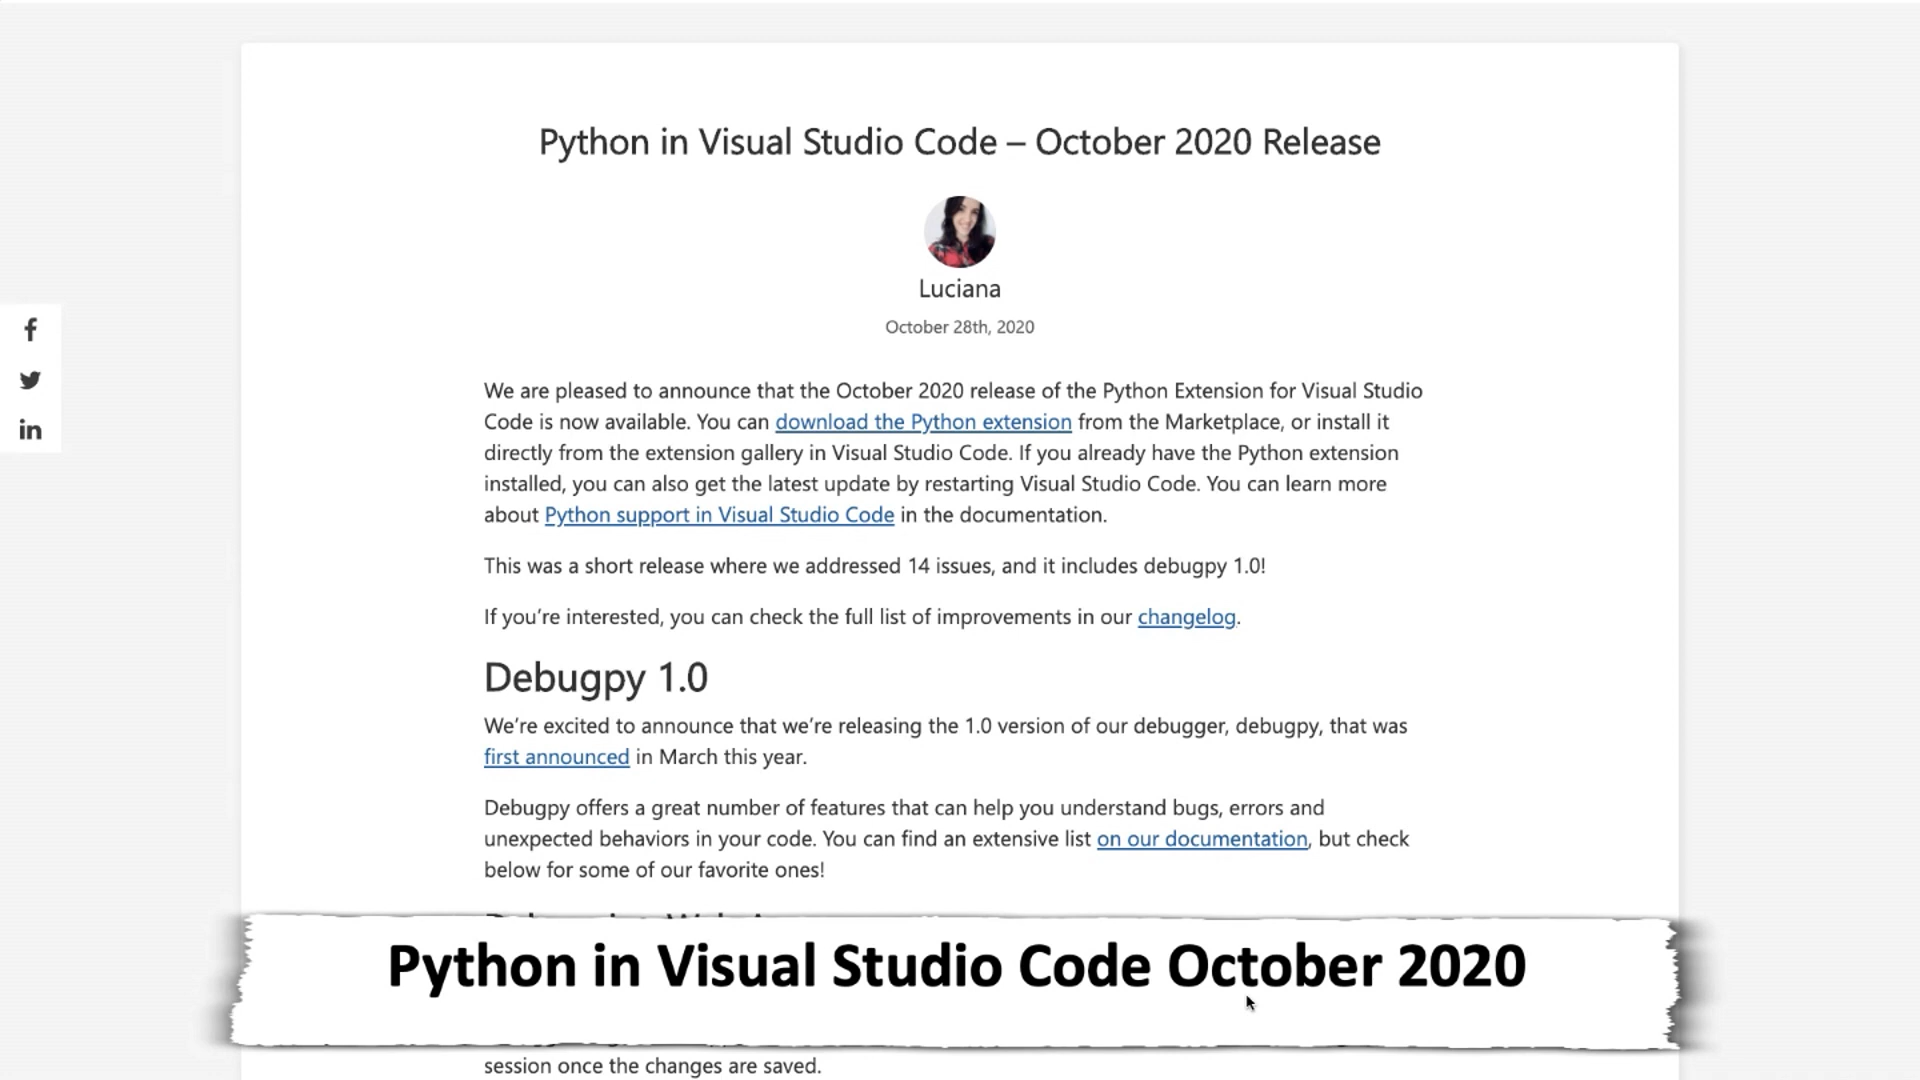 Python in Visual Studio Code – October 2020 Release
Luciana
October 28th, 2020
We are pleased to announce that the October 2020 release of the Python Extension for Visual Studio
Code is now available. You can download the Python extension from the Marketplace, or install it
directly from the extension gallery in Visual Studio Code. If you already have the Python extension
installed, you can also get the latest update by restarting Visual Studio Code. You can learn more
about Python support in Visual Studio Code in the documentation.
This was a short release where we addressed 14 issues, and it includes debugpy 1.0!
If you’re interested, you can check the full list of improvements in our changelog.
Debugpy 1.0
We’re excited to announce that we’re releasing the 1.0 version of our debugger, debugpy, that was
first announced in March this year.
Debugpy offers a great number of features that can help you understand bugs, errors and
unexpected behaviors in your code. You can find an extensive list on our documentation, but check
below for some of our favorite ones!
Python in Visual Studio Code October 2020
session once the changes are saved.